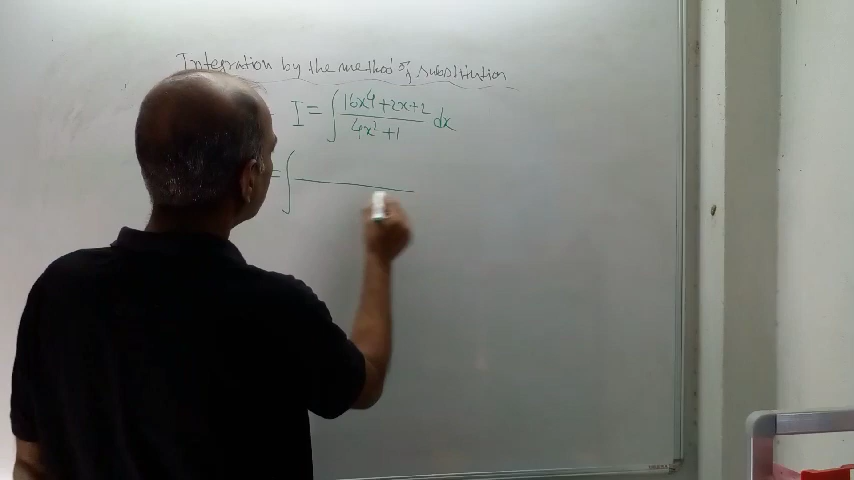 Integration by the method of substitution
I = ∫ 16x⁴+2x+2 / 4x²+1 dx
= ∫